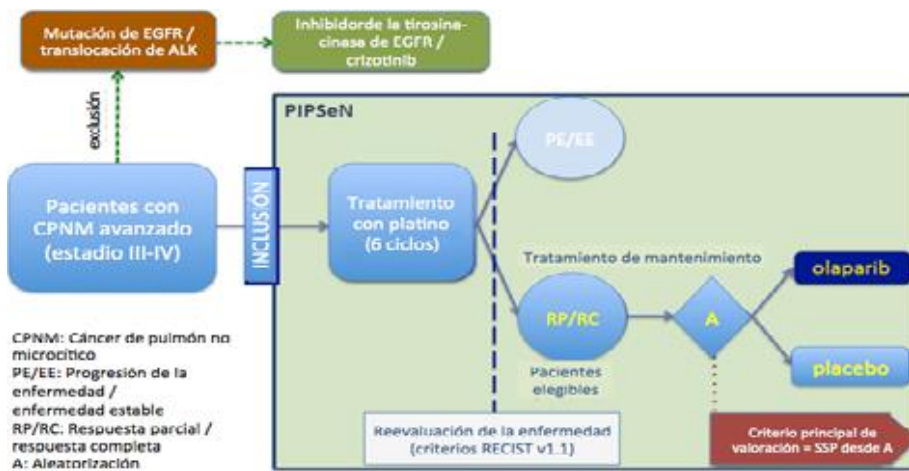 Mutación de EGFR /
translocación de ALK
Inhibidorde la tirosina-
cinasa de EGFR /
crizotinib
exclusión
PIPSeN
PE/EE
Pacientes con
CPNM avanzado
(estadio III-IV)
INCLUSIÓN
Tratamiento
con platino
(6 ciclos)
Tratamiento de mantenimiento
olaparib
RP/RC
A
placebo
Pacientes
elegibles
CPNM: Cáncer de pulmón no
microcítico
PE/EE: Progresión de la
enfermedad /
enfermedad estable
RP/RC: Respuesta parcial /
respuesta completa
A: Aleatorización
Reevaluación de la enfermedad
(criterios RECIST v1.1)
Criterio principal de
valoración = SSP desde A